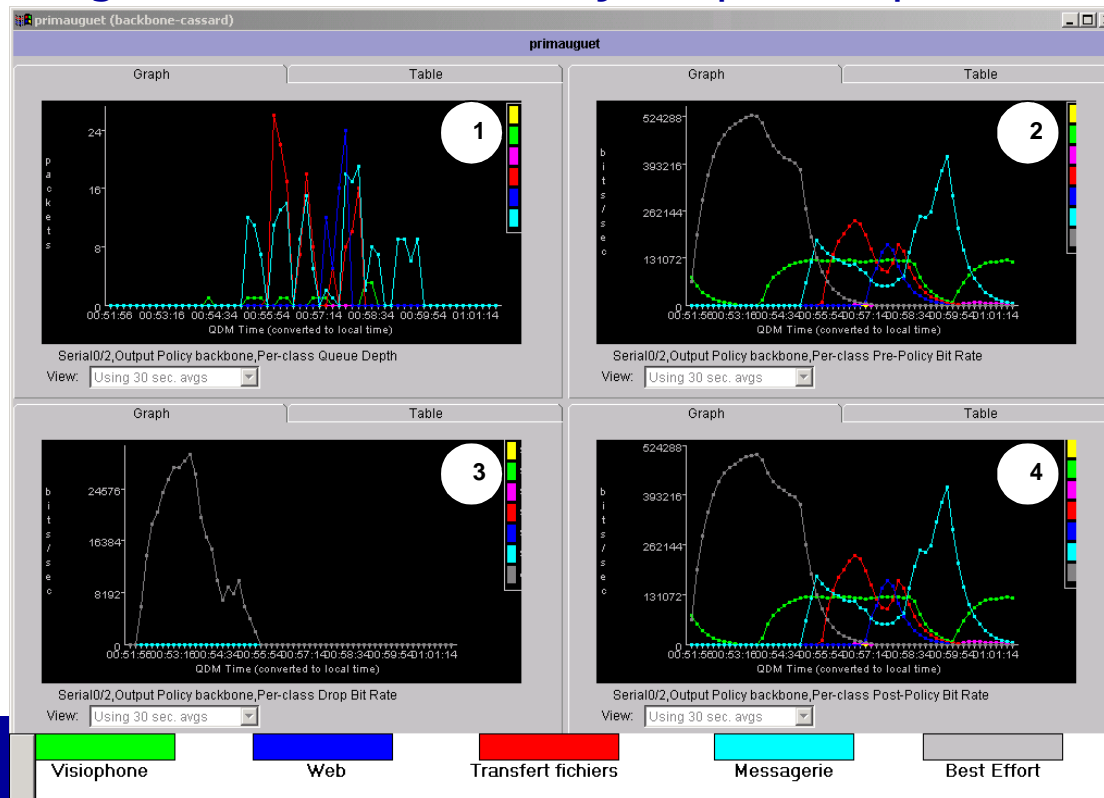 primauguet (backbone-cassard)
primauguet
Graph
Table
1
24
16
8
0
packets
00:51:56 00:53:16 00:54:34 00:55:54 00:57:14 00:58:34 00:59:54 01:01:14
QDM Time (converted to local time)
Serial0/2,Output Policy backbone,Per-class Queue Depth
View:
Using 30 sec. avgs
Graph
Table
2
524288
393216
262144
131072
0
bits/sec
00:51:56 00:53:16 00:54:34 00:55:54 00:57:14 00:58:34 00:59:54 01:01:14
QDM Time (converted to local time)
Serial0/2,Output Policy backbone,Per-class Pre-Policy Bit Rate
View:
Using 30 sec. avgs
Graph
Table
3
24576
16384
8192
0
bits/sec
00:51:56 00:53:16 00:54:34 00:55:54 00:57:14 00:58:34 00:59:54 01:01:14
QDM Time (converted to local time)
Serial0/2,Output Policy backbone,Per-class Drop Bit Rate
View:
Using 30 sec. avgs
Graph
Table
4
524288
393216
262144
131072
0
bits/sec
00:51:56 00:53:16 00:54:34 00:55:54 00:57:14 00:58:34 00:59:54 01:01:14
QDM Time (converted to local time)
Serial0/2,Output Policy backbone,Per-class Post-Policy Bit Rate
View:
Using 30 sec. avgs
Visiophone
Web
Transfert fichiers
Messagerie
Best Effort